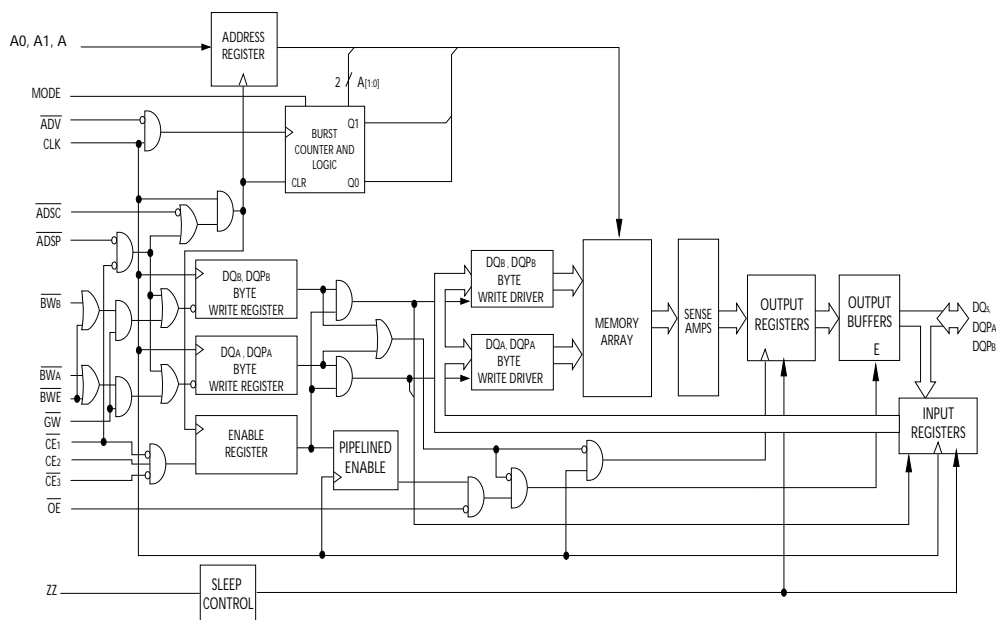 A0, A1, A
ADDRESS
REGISTER
MODE
2
A[1:0]
ADV
CLK
BURST
COUNTER AND
LOGIC
Q1
CLR
Q0
ADSC
ADSP
DQB, DQPB
BYTE
WRITE REGISTER
BWB
DQA, DQPA
BYTE
WRITE REGISTER
BWA
BWE
GW
CE1
CE2
CE3
ENABLE
REGISTER
PIPELINED
ENABLE
OE
DQB, DQPB
BYTE
WRITE DRIVER
DQA, DQPA
BYTE
WRITE DRIVER
MEMORY
ARRAY
SENSE
AMPS
OUTPUT
REGISTERS
OUTPUT
BUFFERS
E
DQs,
DQPA
DQPB
INPUT
REGISTERS
ZZ
SLEEP
CONTROL